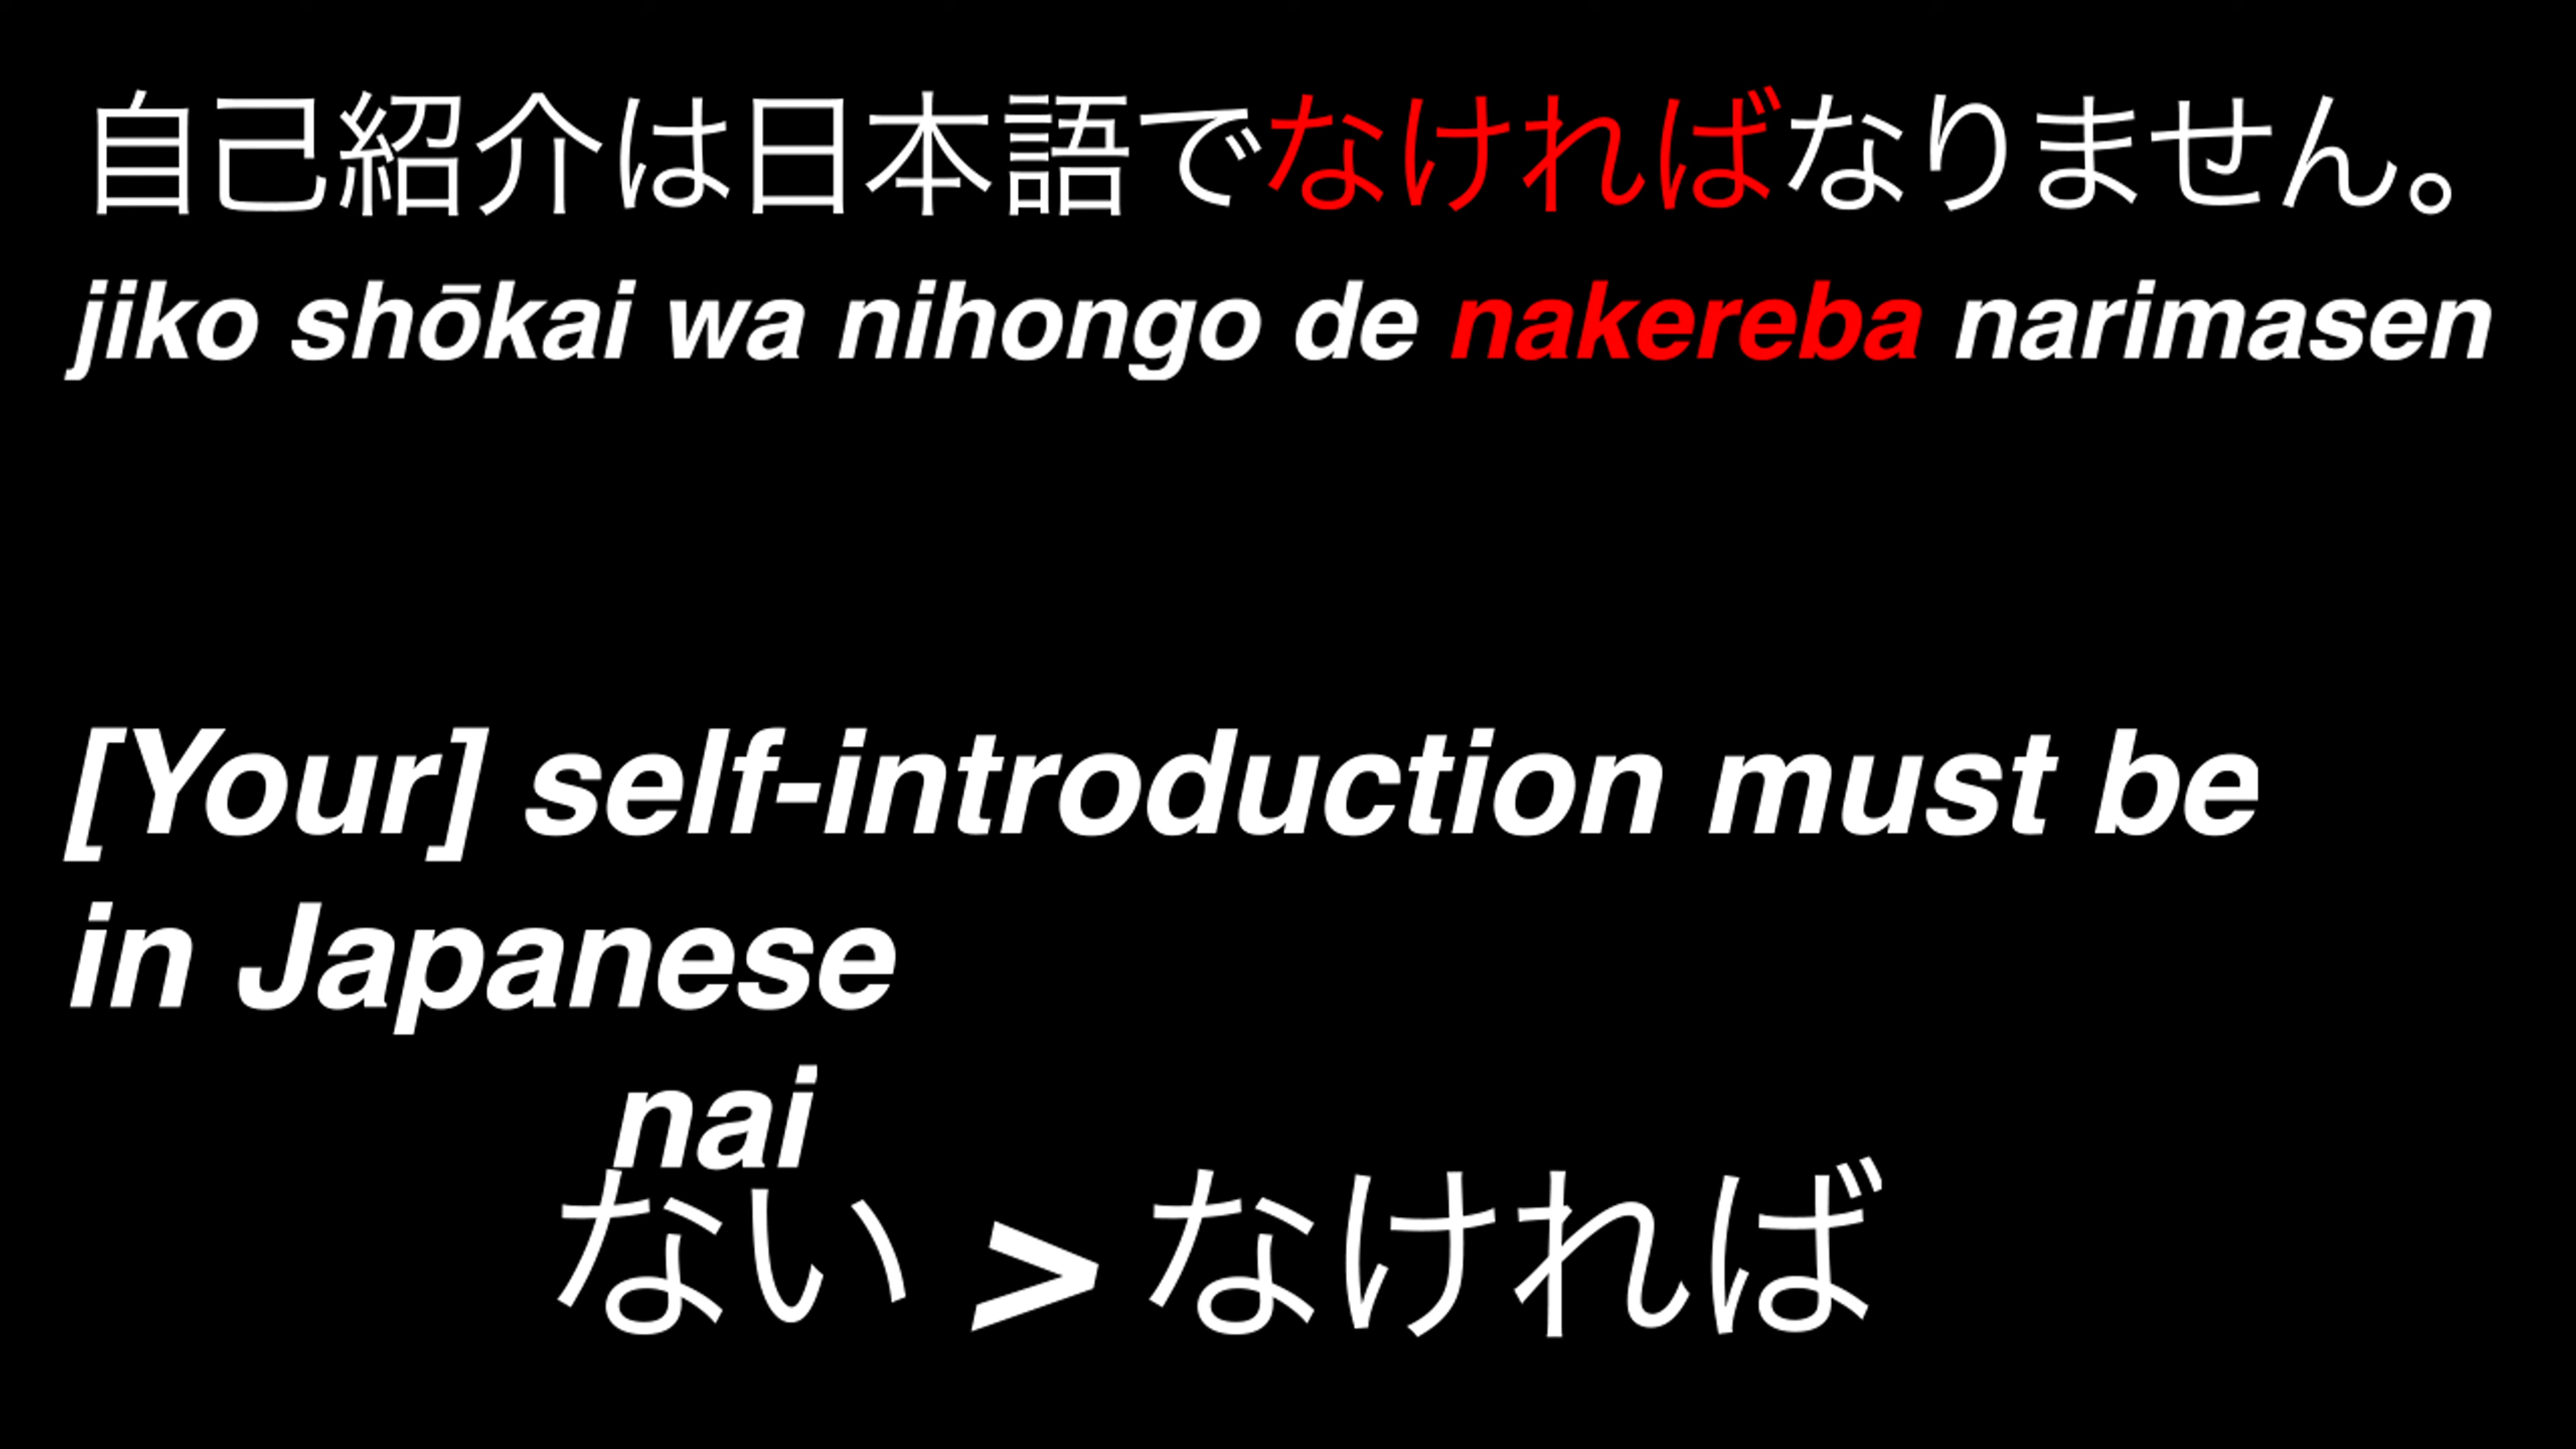 自己紹介は日本語でなければなりません。
jiko shōkai wa nihongo de nakereba narimasen
[Your] self-introduction must be
in Japanese
nai
ない > なければ